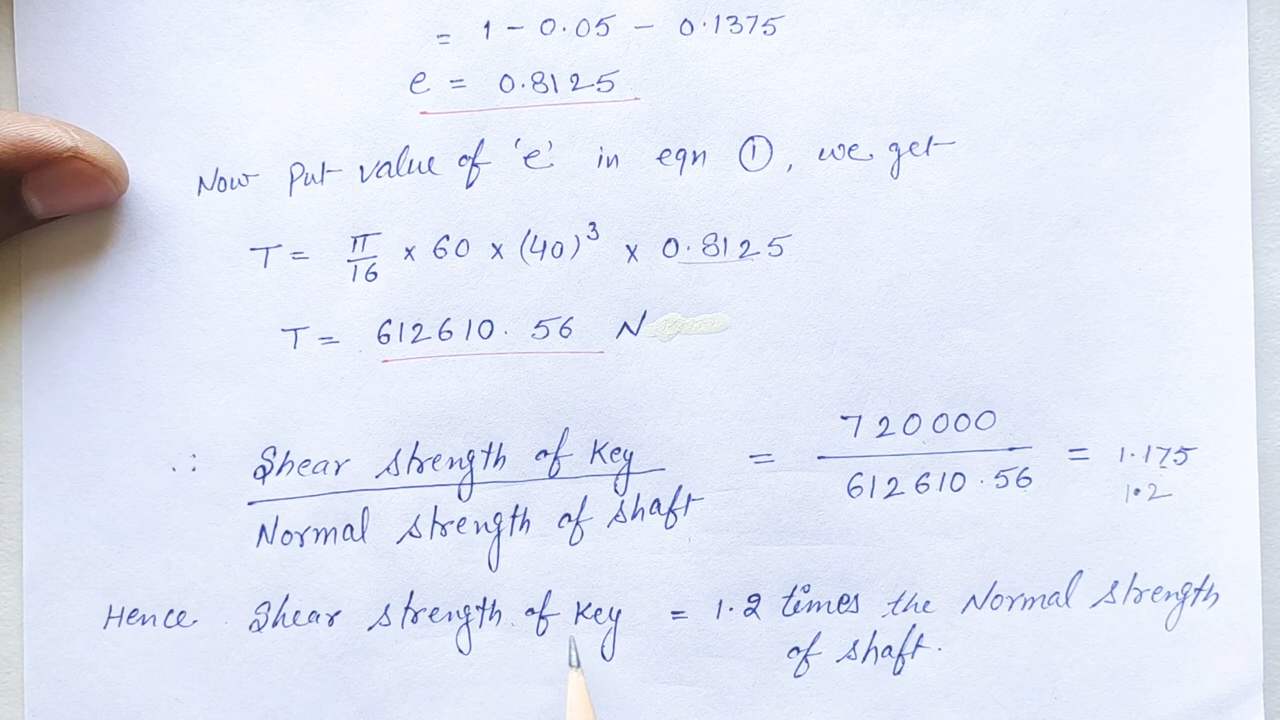 = 1 - 0.05 - 0.1375
e = 0.8125
Now Put value of 'e' in eqn ①, we get
T = π/16 × 60 × (40)³ × 0.8125
T = 612610.56 N
∴ Shear strength of Key / Normal strength of shaft = 720000 / 612610.56 = 1.175
1.2
Hence Shear strength of Key = 1.2 times the Normal strength
of shaft.